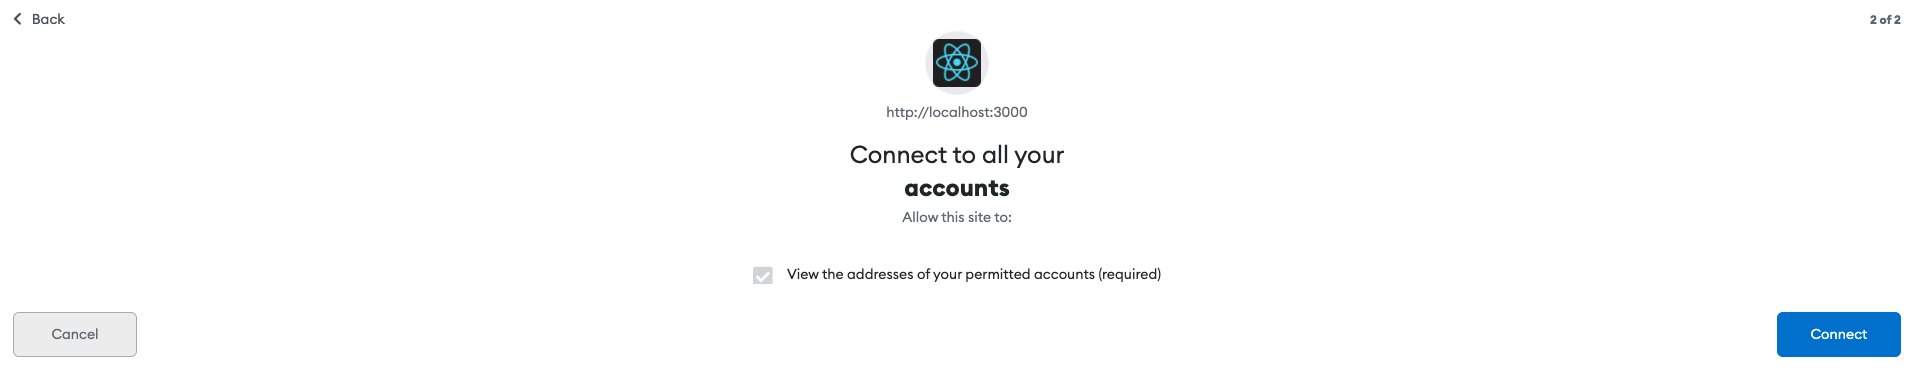 Back
2 of 2
http://localhost:3000
Connect to all your
accounts
Allow this site to:
View the addresses of your permitted accounts (required)
Cancel
Connect